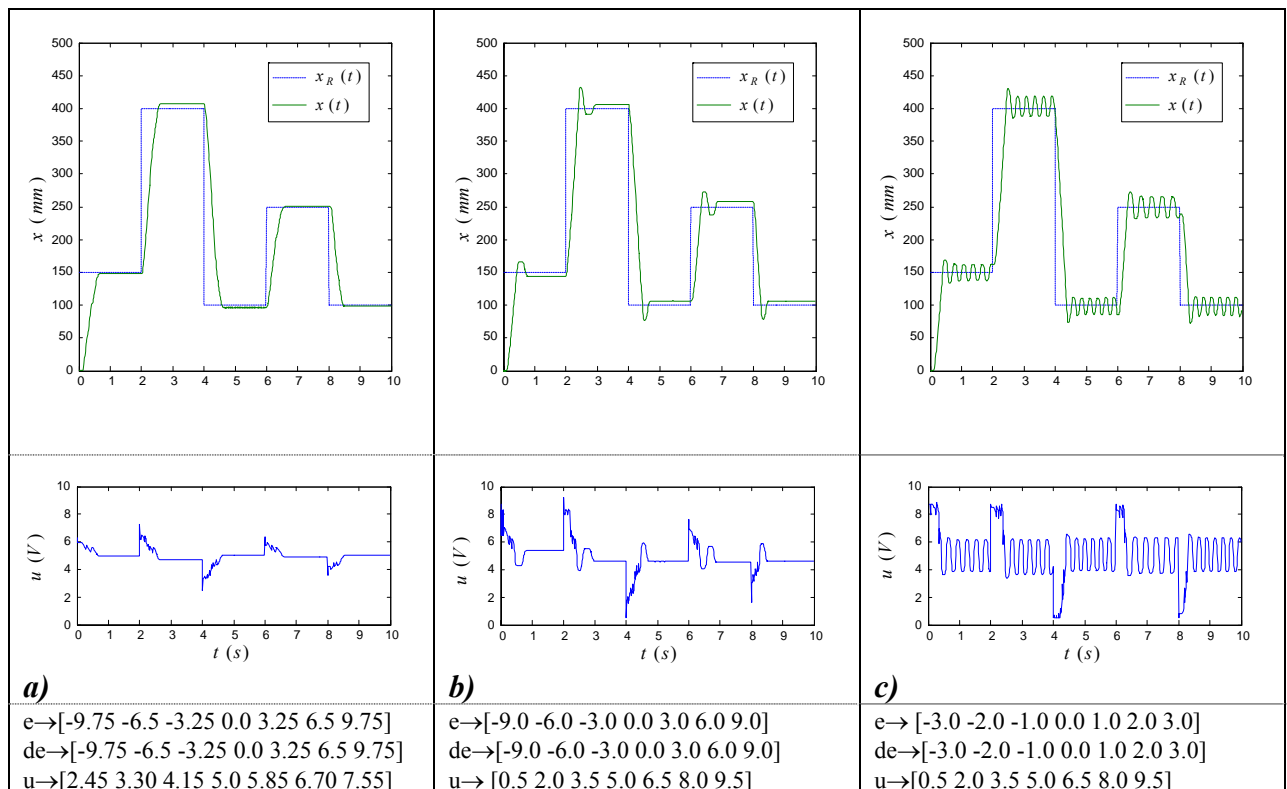 500
450
400
350
300
250
200
150
100
50
0
x (mm)
x_R (t)
x (t)
0 1 2 3 4 5 6 7 8 9 10
500
450
400
350
300
250
200
150
100
50
0
x (mm)
x_R (t)
x (t)
0 1 2 3 4 5 6 7 8 9 10
500
450
400
350
300
250
200
150
100
50
0
x (mm)
x_R (t)
x (t)
0 1 2 3 4 5 6 7 8 9 10
10
8
6
4
2
0
u (V)
0 1 2 3 4 5 6 7 8 9 10
t (s)
a)
10
8
6
4
2
0
u (V)
0 1 2 3 4 5 6 7 8 9 10
t (s)
b)
10
8
6
4
2
0
u (V)
0 1 2 3 4 5 6 7 8 9 10
t (s)
c)
e→[-9.75 -6.5 -3.25 0.0 3.25 6.5 9.75]
de→[-9.75 -6.5 -3.25 0.0 3.25 6.5 9.75]
u→[2.45 3.30 4.15 5.0 5.85 6.70 7.55]
e→[-9.0 -6.0 -3.0 0.0 3.0 6.0 9.0]
de→[-9.0 -6.0 -3.0 0.0 3.0 6.0 9.0]
u→ [0.5 2.0 3.5 5.0 6.5 8.0 9.5]
e→ [-3.0 -2.0 -1.0 0.0 1.0 2.0 3.0]
de→[-3.0 -2.0 -1.0 0.0 1.0 2.0 3.0]
u→[0.5 2.0 3.5 5.0 6.5 8.0 9.5]